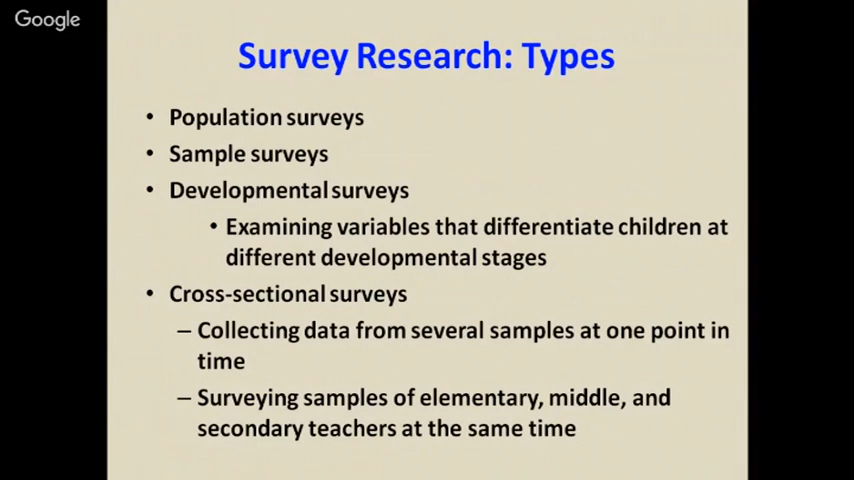 Google
Survey Research: Types
• Population surveys
• Sample surveys
• Developmental surveys
• Examining variables that differentiate children at
different developmental stages
• Cross-sectional surveys
– Collecting data from several samples at one point in
time
– Surveying samples of elementary, middle, and
secondary teachers at the same time